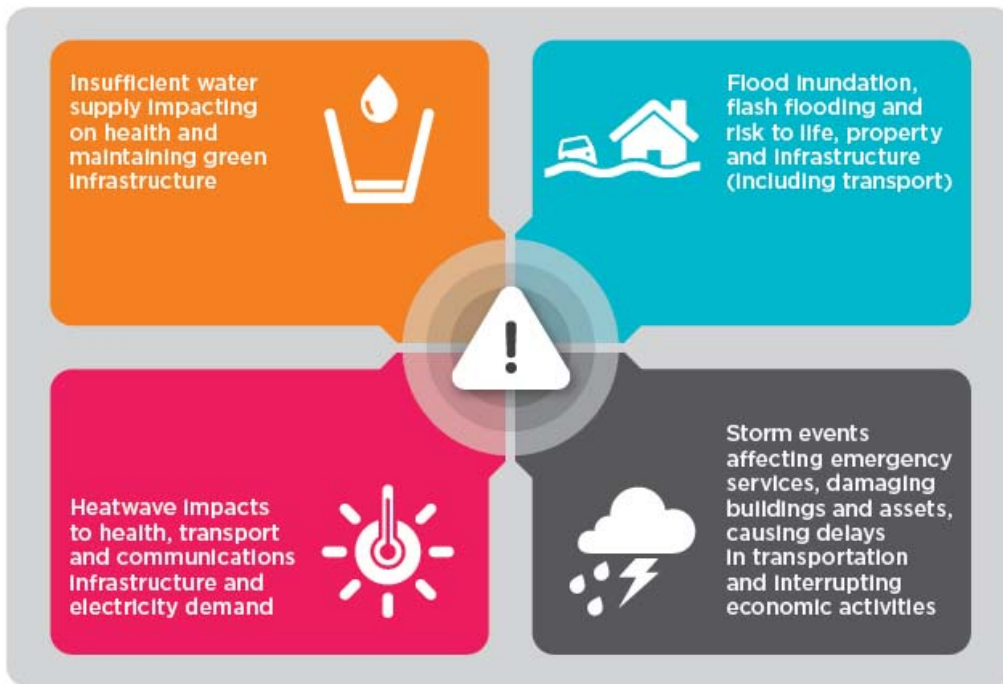 Insufficient water
supply impacting
on health and
maintaining green
infrastructure
Flood inundation,
flash flooding and
risk to life, property
and infrastructure
(including transport)
!
Heatwave impacts
to health, transport
and communications
infrastructure and
electricity demand
Storm events
affecting emergency
services, damaging
buildings and assets,
causing delays
in transportation
and interrupting
economic activities